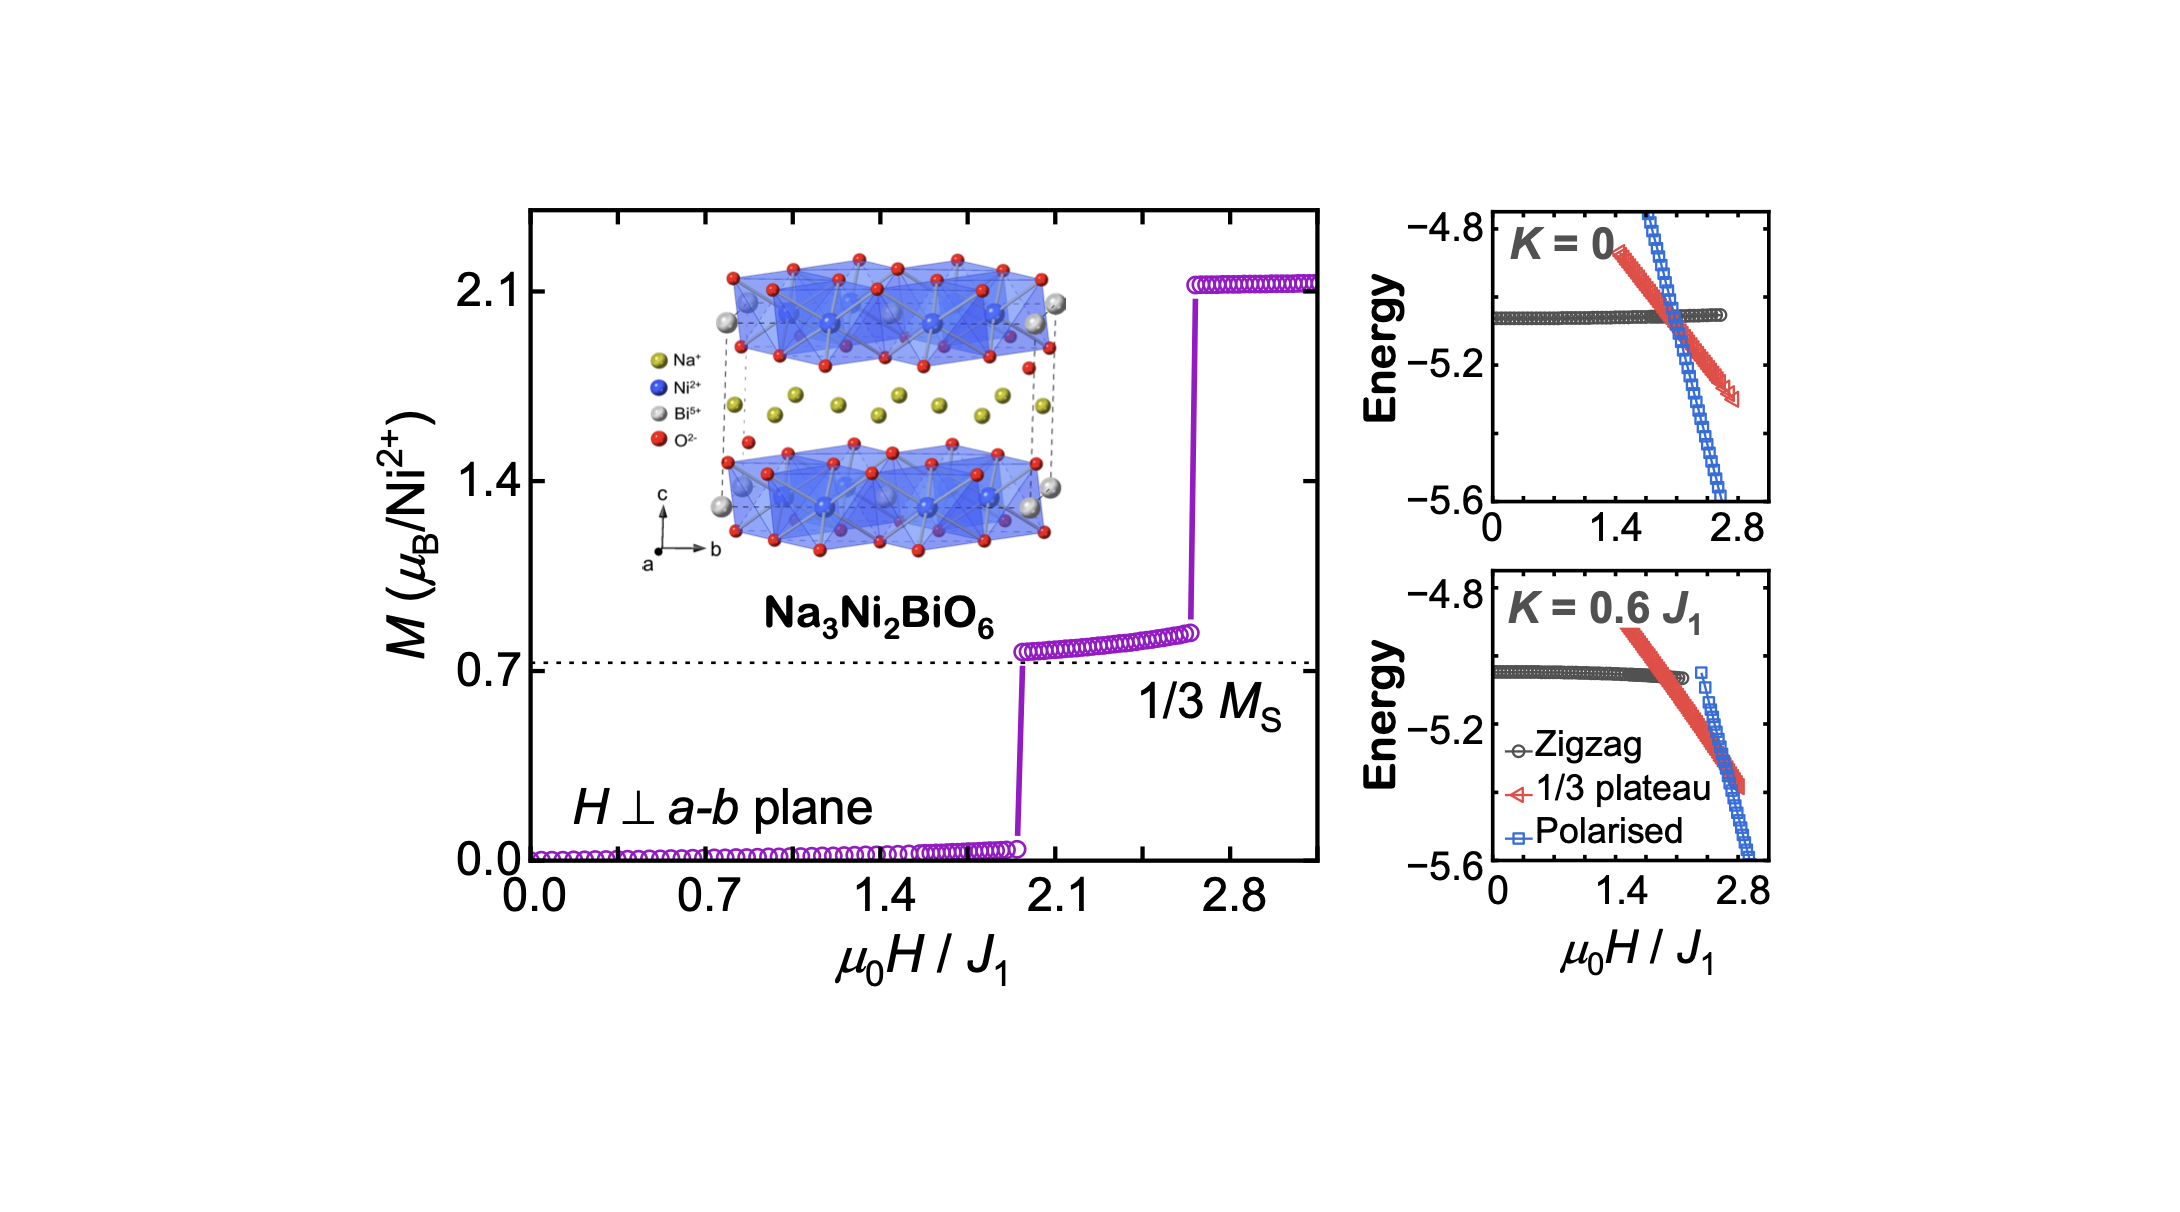 M (μB/Ni2+)
2.1
1.4
0.7
0.0
0.0 0.7 1.4 2.1 2.8
μ0H / J1
Na+
Ni2+
Bi5+
O2-
c
b
a
Na3Ni2BiO6
1/3 MS
H ⊥ a-b plane
Energy
−4.8
−5.2
−5.6
K = 0
0 1.4 2.8
Energy
−4.8
−5.2
−5.6
K = 0.6 J1
Zigzag
1/3 plateau
Polarised
0 1.4 2.8
μ0H / J1